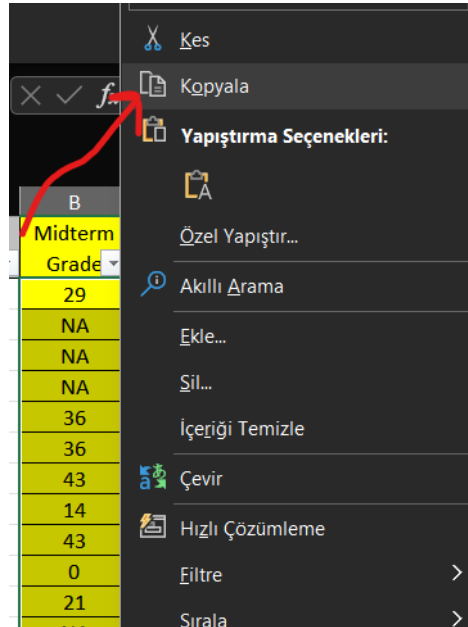 Kes
Kopyala
Yapıştırma Seçenekleri:
Özel Yapıştır...
Akıllı Arama
Ekle...
Sil...
İçeriği Temizle
Çevir
Hızlı Çözümleme
Filtre
Sırala
B
Midterm
Grade
29
NA
NA
NA
36
36
43
14
43
0
21